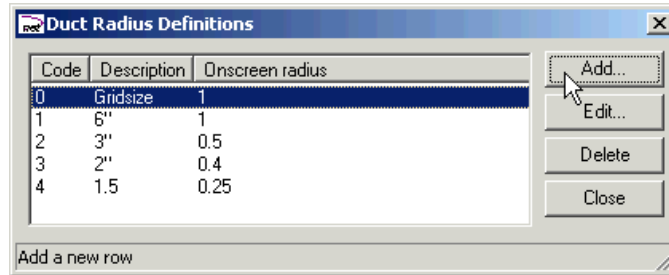 Duct Radius Definitions
Code Description Onscreen radius
0 Gridsize 1
1 6" 1
2 3" 0.5
3 2" 0.4
4 1.5 0.25
Add...
Edit...
Delete
Close
Add a new row